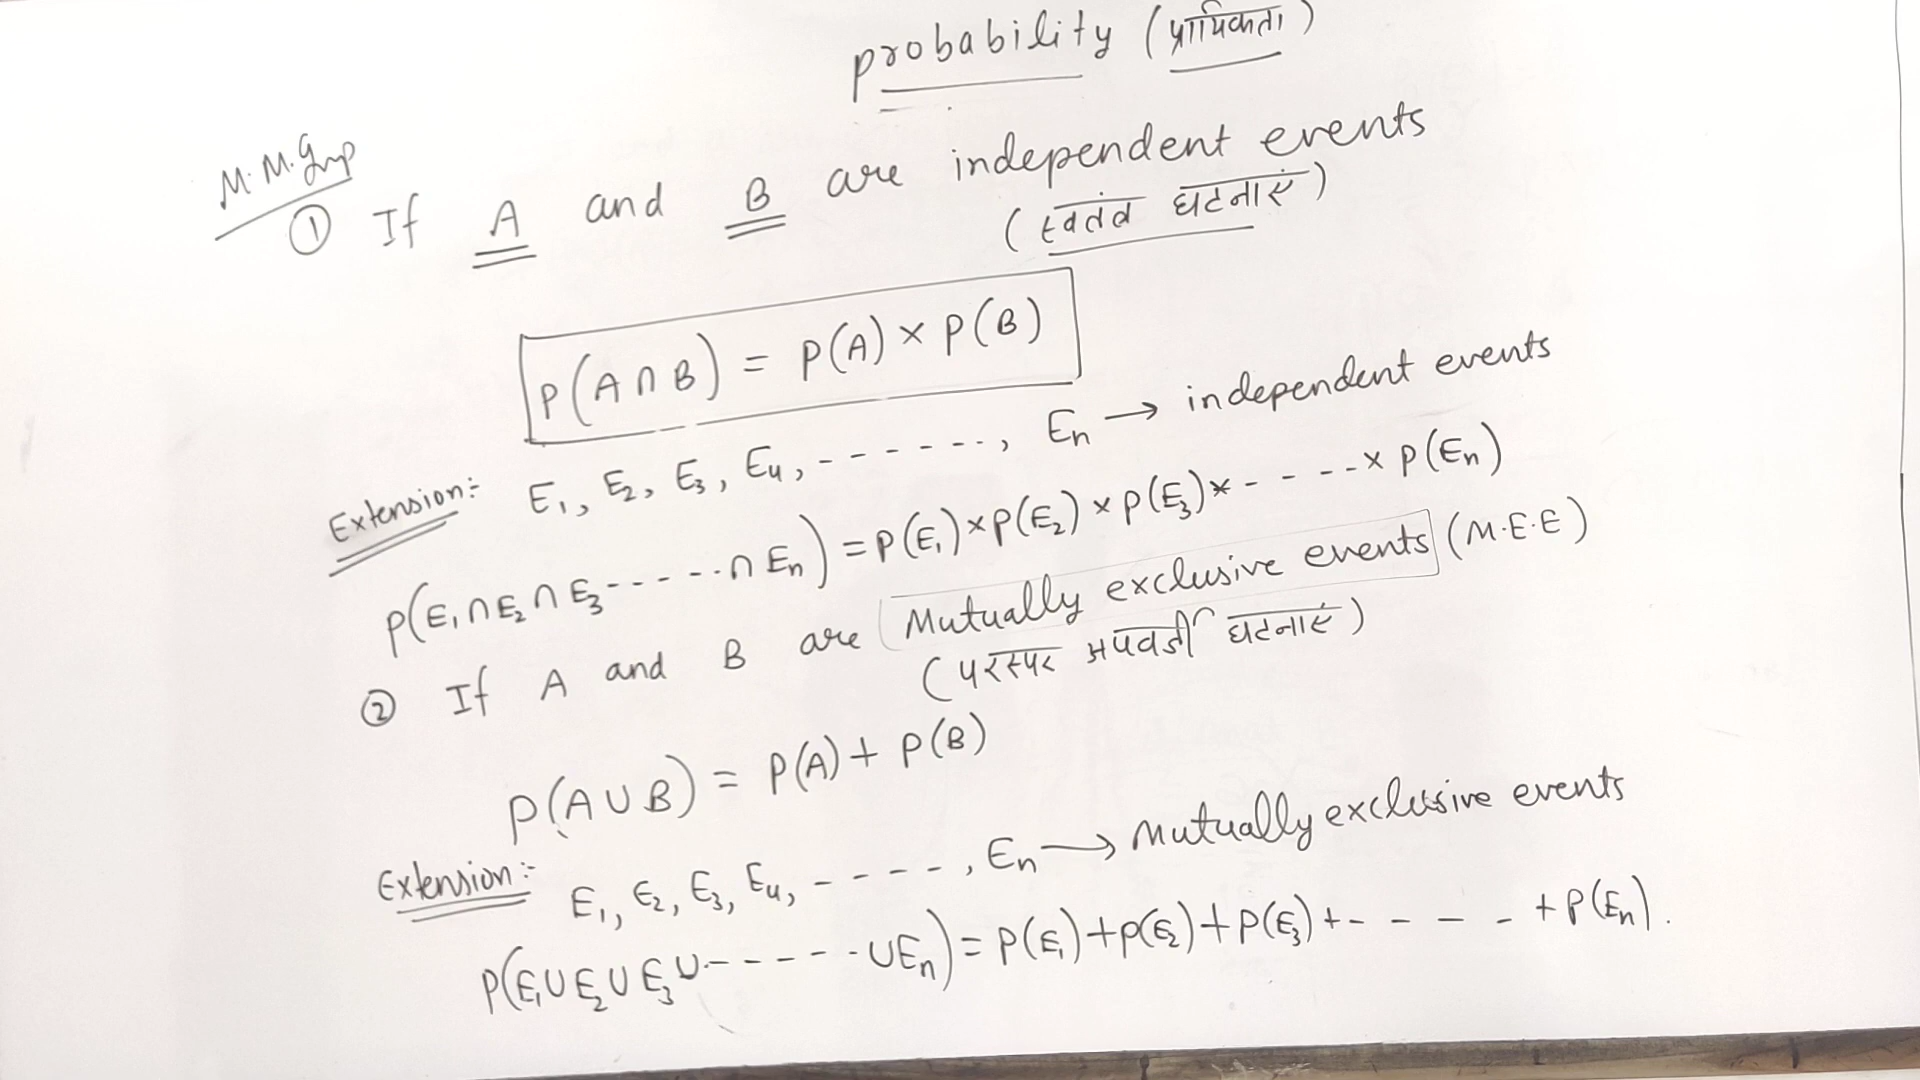 probability (प्रायिकता)
M.M.Gup
① If A and B are independent events
(स्वतंत्र घटनाएं)
P(A∩B) = P(A) × P(B)
Extension:- E₁, E₂, E₃, E₄, -------, Eₙ → independent events
P(E₁∩E₂∩E₃------∩Eₙ) = P(E₁)×P(E₂)×P(E₃)×----×P(Eₙ)
② If A and B are Mutually exclusive events (M.E.E)
(परस्पर अपवर्जी घटनाएं)
P(A∪B) = P(A) + P(B)
Extension:- E₁, E₂, E₃, E₄, -----, Eₙ → Mutually exclusive events
P(E₁∪E₂∪E₃∪------∪Eₙ) = P(E₁)+P(E₂)+P(E₃)+-----+P(Eₙ).